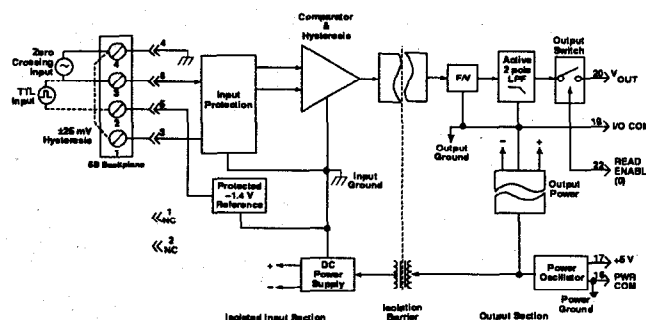 Comparator
&
Hysteresis
Zero
Crossing
Input
TTL
Input
±25 mV
Hysteresis
4
3
2
1
5B Backplane
4
6
5
3
Input
Protection
F/V
Active
2 pole
LPF
Output
Switch
20
VOUT
19
I/O COM
22
READ
ENABLE
(0)
Output
Ground
- +
Output
Power
Input
Ground
Protected
-1.4 V
Reference
1
NC
2
NC
+
-
DC
Power
Supply
Power
Oscillator
17
+5 V
16
PWR
COM
Power
Ground
Isolated Input Section
Isolation
Barrier
Output Section